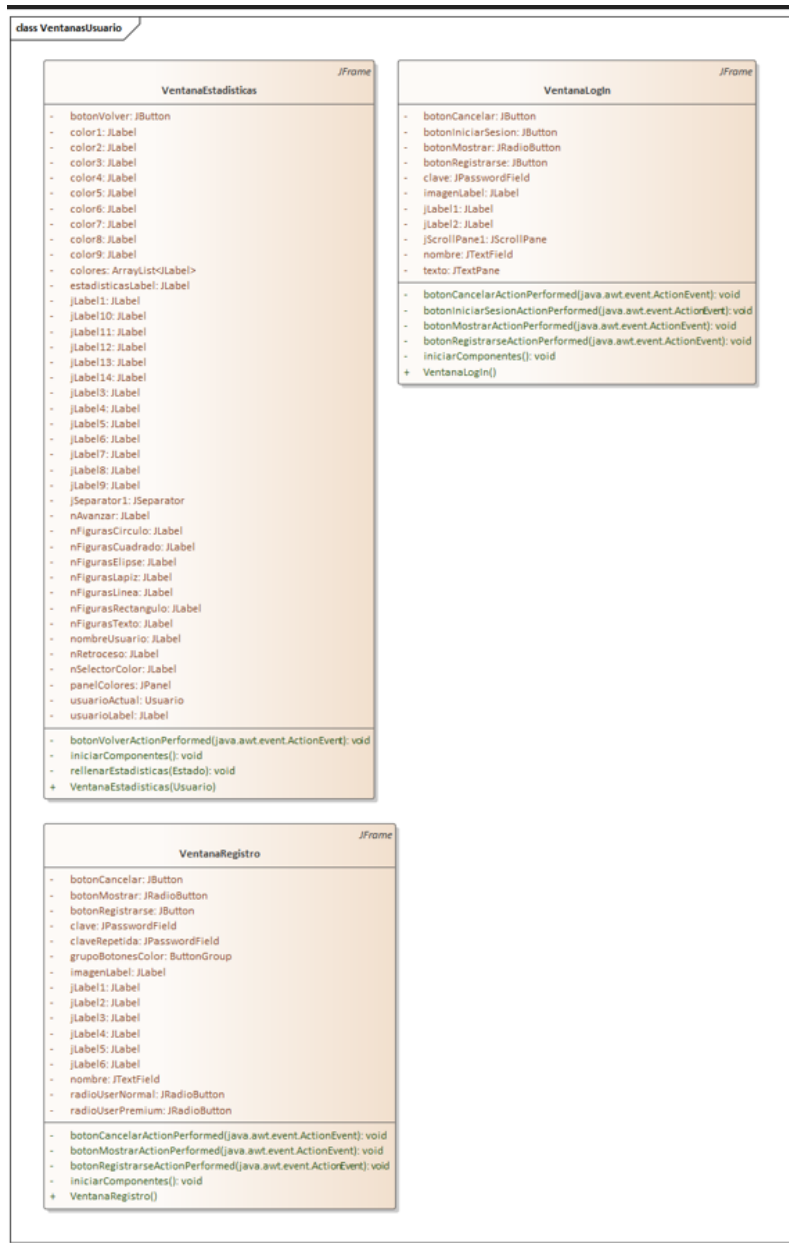 class VentanasUsuario
JFrame
VentanaEstadisticas
- botonVolver: JButton
- color1: JLabel
- color2: JLabel
- color3: JLabel
- color4: JLabel
- color5: JLabel
- color6: JLabel
- color7: JLabel
- color8: JLabel
- color9: JLabel
- colores: ArrayList<JLabel>
- estadisticasLabel: JLabel
- jLabel1: JLabel
- jLabel10: JLabel
- jLabel11: JLabel
- jLabel12: JLabel
- jLabel13: JLabel
- jLabel14: JLabel
- jLabel3: JLabel
- jLabel4: JLabel
- jLabel5: JLabel
- jLabel6: JLabel
- jLabel7: JLabel
- jLabel8: JLabel
- jLabel9: JLabel
- jSeparator1: JSeparator
- nAvanzar: JLabel
- nFigurasCirculo: JLabel
- nFigurasCuadrado: JLabel
- nFigurasElipse: JLabel
- nFigurasLapiz: JLabel
- nFigurasLinea: JLabel
- nFigurasRectangulo: JLabel
- nFigurasTexto: JLabel
- nombreUsuario: JLabel
- nRetroceso: JLabel
- nSelectorColor: JLabel
- panelColores: JPanel
- usuarioActual: Usuario
- usuarioLabel: JLabel
- botonVolverActionPerformed(java.awt.event.ActionEvent): void
- iniciarComponentes(): void
- rellenarEstadisticas(Estado): void
+ VentanaEstadisticas(Usuario)
JFrame
VentanaLogIn
- botonCancelar: JButton
- botonIniciarSesion: JButton
- botonMostrar: JRadioButton
- botonRegistrarse: JButton
- clave: JPasswordField
- imagenLabel: JLabel
- jLabel1: JLabel
- jLabel2: JLabel
- jScrollPane1: JScrollPane
- nombre: JTextField
- texto: JTextPane
- botonCancelarActionPerformed(java.awt.event.ActionEvent): void
- botonIniciarSesionActionPerformed(java.awt.event.ActionEvent): void
- botonMostrarActionPerformed(java.awt.event.ActionEvent): void
- botonRegistrarseActionPerformed(java.awt.event.ActionEvent): void
- iniciarComponentes(): void
+ VentanaLogIn()
JFrame
VentanaRegistro
- botonCancelar: JButton
- botonMostrar: JRadioButton
- botonRegistrarse: JButton
- clave: JPasswordField
- claveRepetida: JPasswordField
- grupoBotonesColor: ButtonGroup
- imagenLabel: JLabel
- jLabel1: JLabel
- jLabel2: JLabel
- jLabel3: JLabel
- jLabel4: JLabel
- jLabel5: JLabel
- jLabel6: JLabel
- nombre: JTextField
- radioUserNormal: JRadioButton
- radioUserPremium: JRadioButton
- botonCancelarActionPerformed(java.awt.event.ActionEvent): void
- botonMostrarActionPerformed(java.awt.event.ActionEvent): void
- botonRegistrarseActionPerformed(java.awt.event.ActionEvent): void
- iniciarComponentes(): void
+ VentanaRegistro()